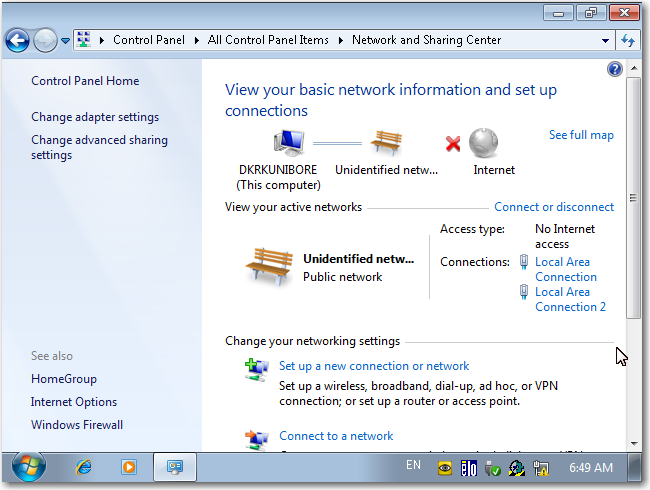 Control Panel All Control Panel Items Network and Sharing Center
Control Panel Home
Change adapter settings
Change advanced sharing
settings
View your basic network information and set up
connections
See full map
DKRKUNIBORE Unidentified netw... Internet
(This computer)
View your active networks Connect or disconnect
Unidentified netw...
Public network
Access type: No Internet
access
Connections: Local Area
Connection
Local Area
Connection 2
Change your networking settings
Set up a new connection or network
Set up a wireless, broadband, dial-up, ad hoc, or VPN
connection; or set up a router or access point.
Connect to a network
See also
HomeGroup
Internet Options
Windows Firewall
EN 6:49 AM